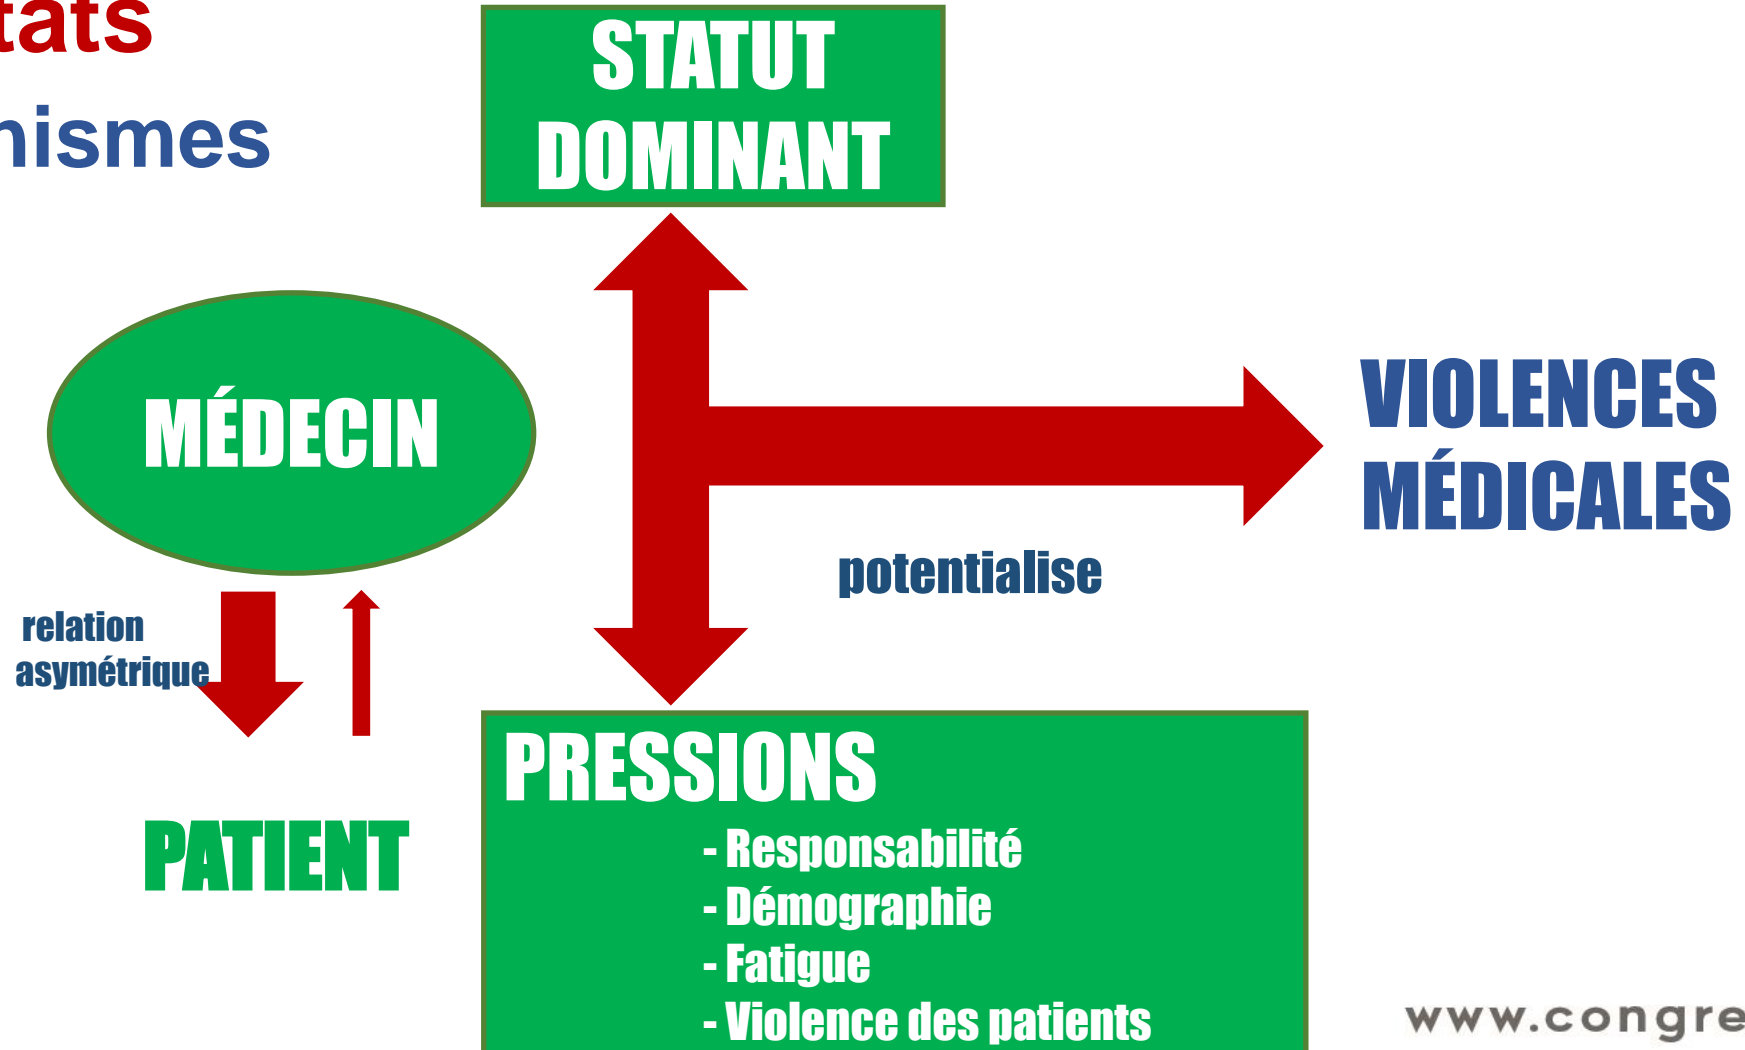 tats
nismes
STATUT
DOMINANT
MÉDECIN
VIOLENCES
MÉDICALES
potentialise
relation
asymétrique
PATIENT
PRESSIONS
- Responsabilité
- Démographie
- Fatigue
- Violence des patients
www.congre